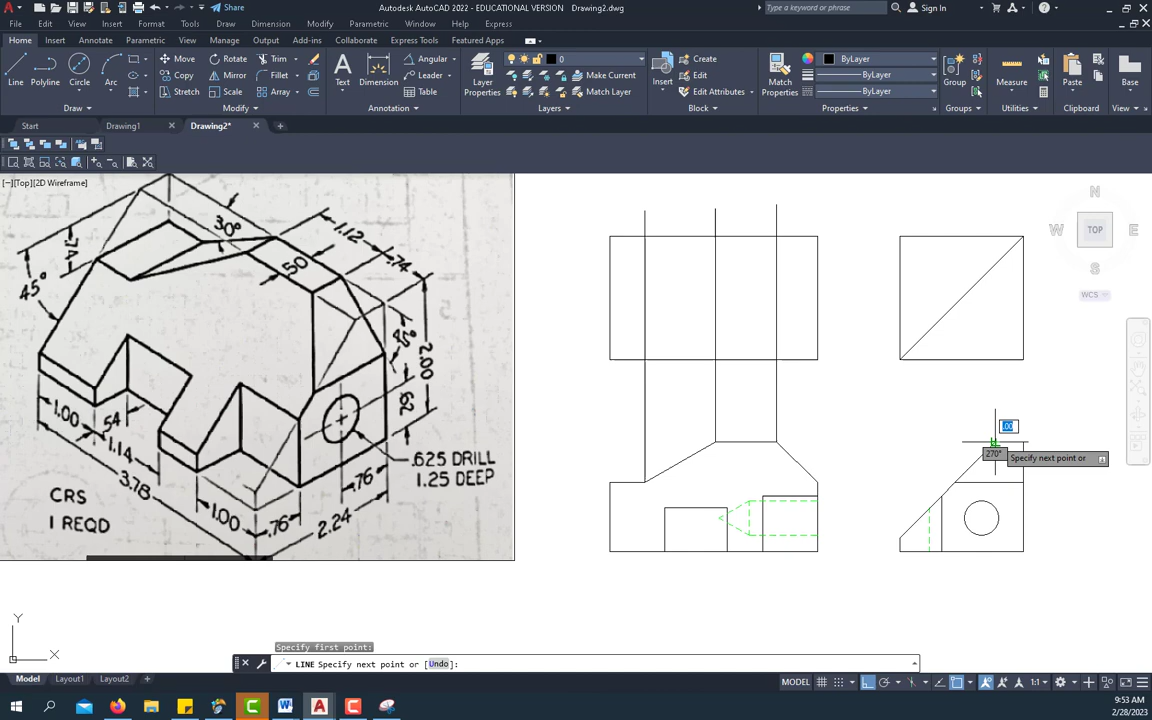 Share
Autodesk AutoCAD 2022 - EDUCATIONAL VERSION Drawing2.dwg
Type a keyword or phrase
Sign In
File Edit View Insert Format Tools Draw Dimension Modify Parametric Window Help Express
Home Insert Annotate Parametric View Manage Output Add-ins Collaborate Express Tools Featured Apps
Line Polyline Circle Arc
Move Rotate Trim
Copy Mirror Fillet
Stretch Scale Array
Text Dimension
Angular
Leader
Table
Layer Properties
0
Make Current
Match Layer
Insert
Create
Edit
Edit Attributes
Match Properties
ByLayer
ByLayer
ByLayer
Group
Measure
Paste
Base
Draw Modify Annotation Layers Block Properties Groups Utilities Clipboard View
Start Drawing1 Drawing2*
[−][Top][2D Wireframe]
N
W TOP E
S
WCS
30°
1.12
.74
.74
45°
.50
45°
2.00
.62
1.00
.54
1.14
3.78
.625 DRILL
1.25 DEEP
.76
2.24
1.00
.76
CRS
1 REQD
.00
270° Specify next point or
Y
X
Specify first point:
LINE Specify next point or [Undo]:
Model Layout1 Layout2
MODEL
1:1
9:53 AM
2/28/2023